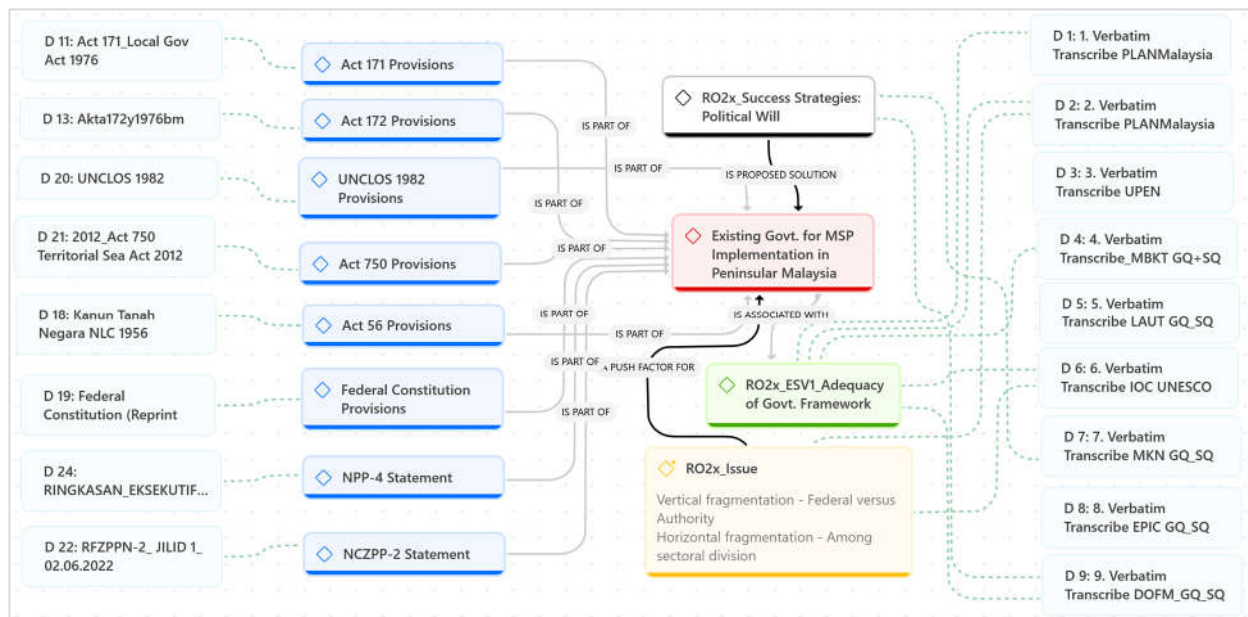 D 11: Act 171_Local Gov
Act 1976
D 13: Akta172y1976bm
D 20: UNCLOS 1982
D 21: 2012_Act 750
Territorial Sea Act 2012
D 18: Kanun Tanah
Negara NLC 1956
D 19: Federal
Constitution (Reprint
D 24:
RINGKASAN_EKSEKUTIF...
D 22: RFZPPN-2_ JILID 1_
02.06.2022
Act 171 Provisions
Act 172 Provisions
UNCLOS 1982
Provisions
Act 750 Provisions
Act 56 Provisions
Federal Constitution
Provisions
NPP-4 Statement
NCZPP-2 Statement
IS PART OF
IS PART OF
IS PART OF
IS PART OF
IS PART OF
IS PART OF
IS PART OF
IS PART OF
RO2x_Success Strategies:
Political Will
IS PROPOSED SOLUTION
Existing Govt. for MSP
Implementation in
Peninsular Malaysia
IS ASSOCIATED WITH
A PUSH FACTOR FOR
RO2x_ESV1_Adequacy
of Govt. Framework
RO2x_Issue
Vertical fragmentation - Federal versus
Authority
Horizontal fragmentation - Among
sectoral division
D 1: 1. Verbatim
Transcribe PLANMalaysia
D 2: 2. Verbatim
Transcribe PLANMalaysia
D 3: 3. Verbatim
Transcribe UPEN
D 4: 4. Verbatim
Transcribe_MBKT GQ+SQ
D 5: 5. Verbatim
Transcribe LAUT GQ_SQ
D 6: 6. Verbatim
Transcribe IOC UNESCO
D 7: 7. Verbatim
Transcribe MKN GQ_SQ
D 8: 8. Verbatim
Transcribe EPIC GQ_SQ
D 9: 9. Verbatim
Transcribe DOFM_GQ_SQ